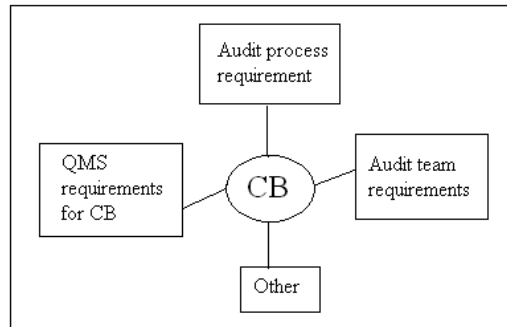 Audit process
requirement
QMS
requirements
for CB
CB
Audit team
requirements
Other